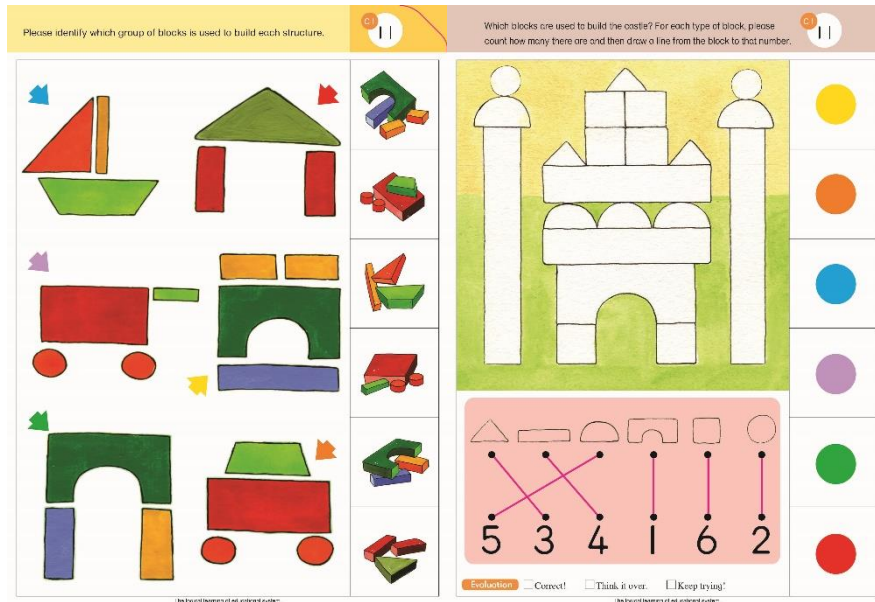 Please identify which group of blocks is used to build each structure.
C1
11
Which blocks are used to build the castle? For each type of block, please
count how many there are and then draw a line from the block to that number.
C1
11
5 3 4 1 6 2
Evaluation Correct! Think it over. Keep trying!